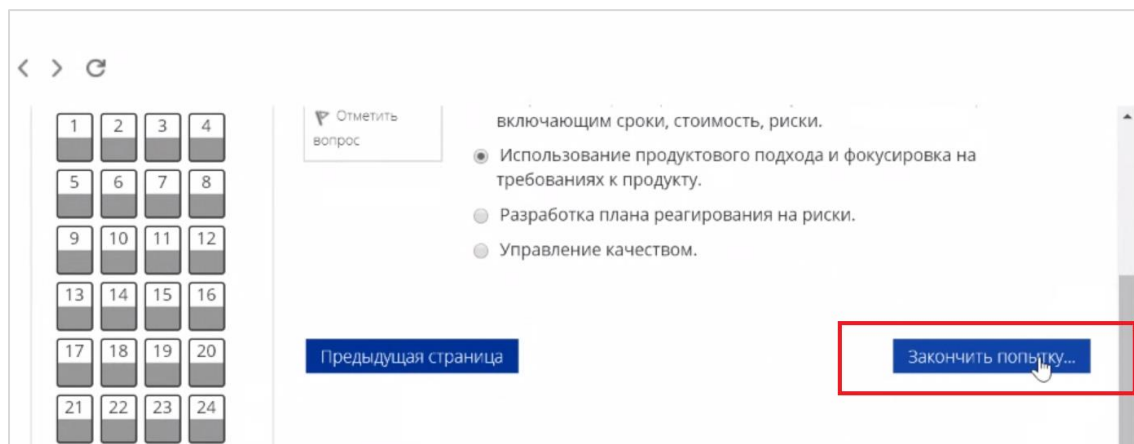 1 2 3 4
5 6 7 8
9 10 11 12
13 14 15 16
17 18 19 20
21 22 23 24
Отметить
вопрос
включающим сроки, стоимость, риски.
Использование продуктового подхода и фокусировка на
требованиях к продукту.
Разработка плана реагирования на риски.
Управление качеством.
Предыдущая страница
Закончить попытку...